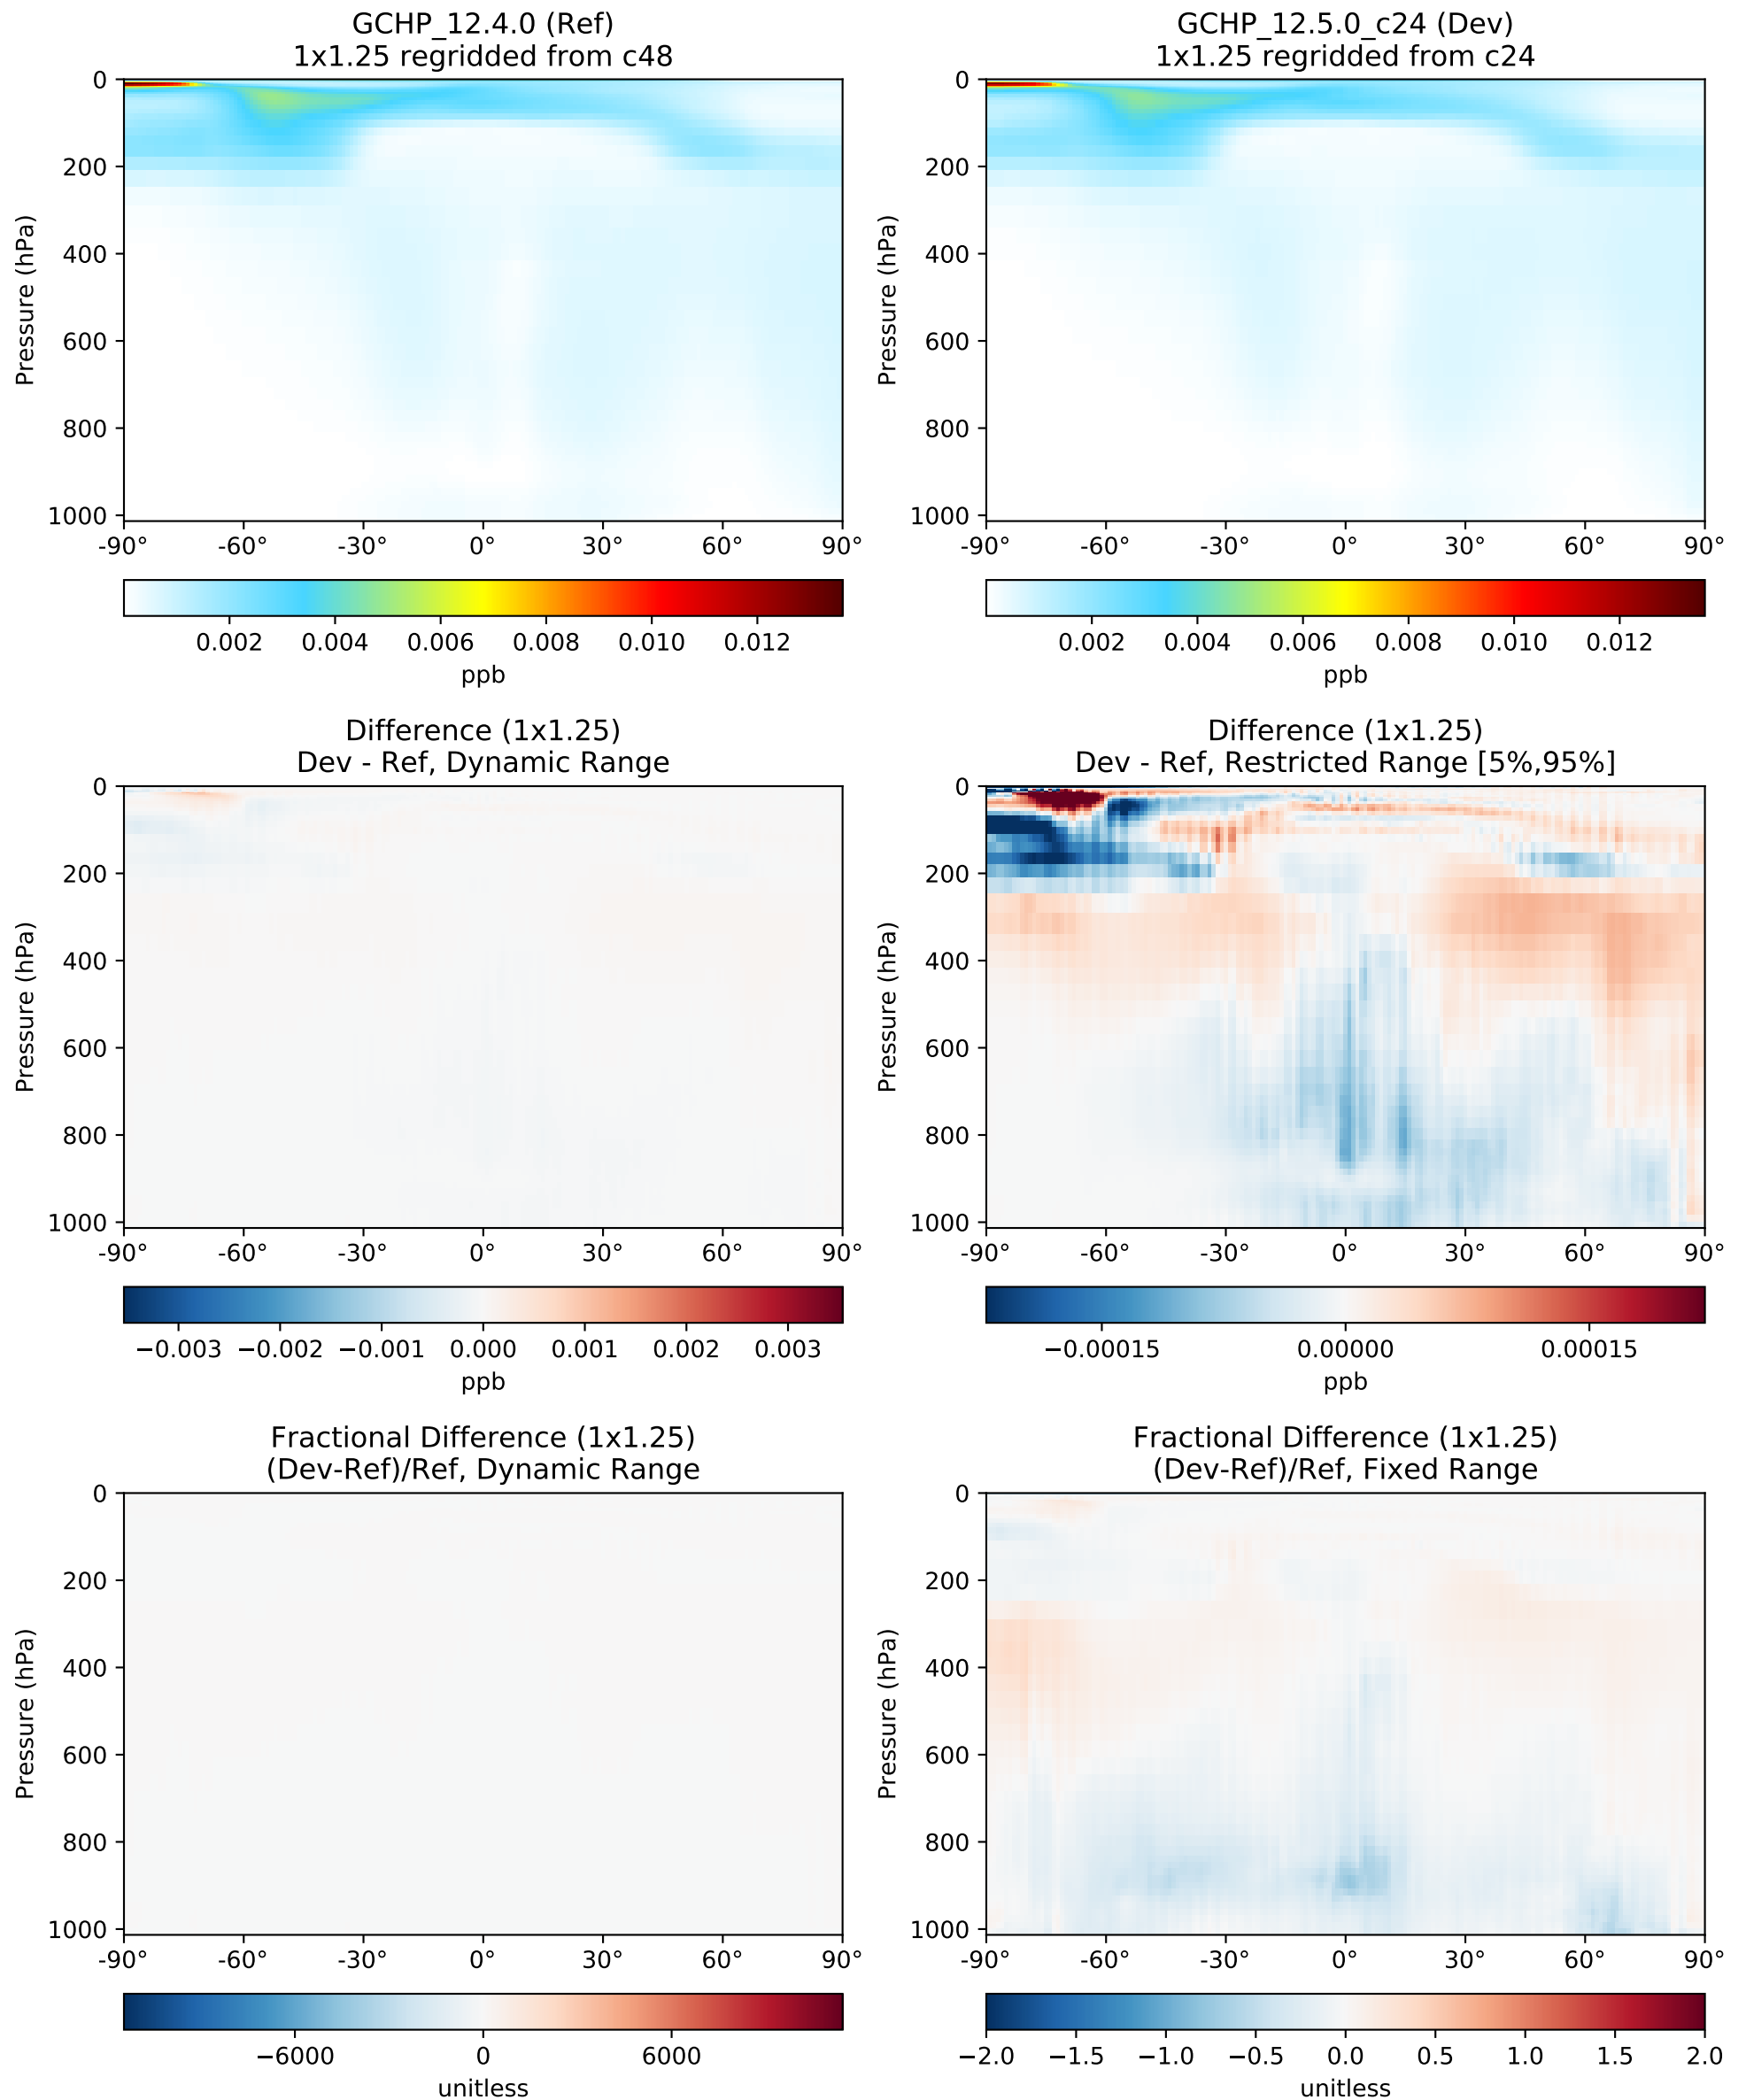 GCHP_12.4.0 (Ref)
1x1.25 regridded from c48
0
200
400
600
800
1000
Pressure (hPa)
-90° -60° -30° 0° 30° 60° 90°
0.002 0.004 0.006 0.008 0.010 0.012
ppb
GCHP_12.5.0_c24 (Dev)
1x1.25 regridded from c24
0
200
400
600
800
1000
Pressure (hPa)
-90° -60° -30° 0° 30° 60° 90°
0.002 0.004 0.006 0.008 0.010 0.012
ppb
Difference (1x1.25)
Dev - Ref, Dynamic Range
0
200
400
600
800
1000
Pressure (hPa)
-90° -60° -30° 0° 30° 60° 90°
−0.003 −0.002 −0.001 0.000 0.001 0.002 0.003
ppb
Difference (1x1.25)
Dev - Ref, Restricted Range [5%,95%]
0
200
400
600
800
1000
Pressure (hPa)
-90° -60° -30° 0° 30° 60° 90°
−0.00015 0.00000 0.00015
ppb
Fractional Difference (1x1.25)
(Dev-Ref)/Ref, Dynamic Range
0
200
400
600
800
1000
Pressure (hPa)
-90° -60° -30° 0° 30° 60° 90°
−6000 0 6000
unitless
Fractional Difference (1x1.25)
(Dev-Ref)/Ref, Fixed Range
0
200
400
600
800
1000
Pressure (hPa)
-90° -60° -30° 0° 30° 60° 90°
−2.0 −1.5 −1.0 −0.5 0.0 0.5 1.0 1.5 2.0
unitless